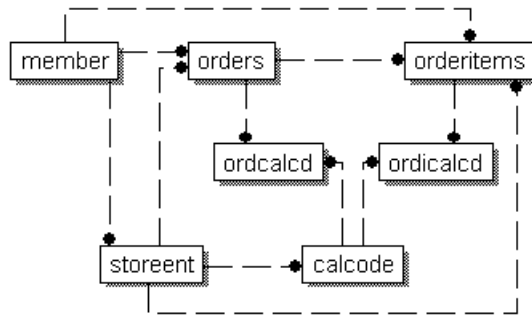 member
orders
orderitems
ordcalcd
ordicalcd
storeent
calcode